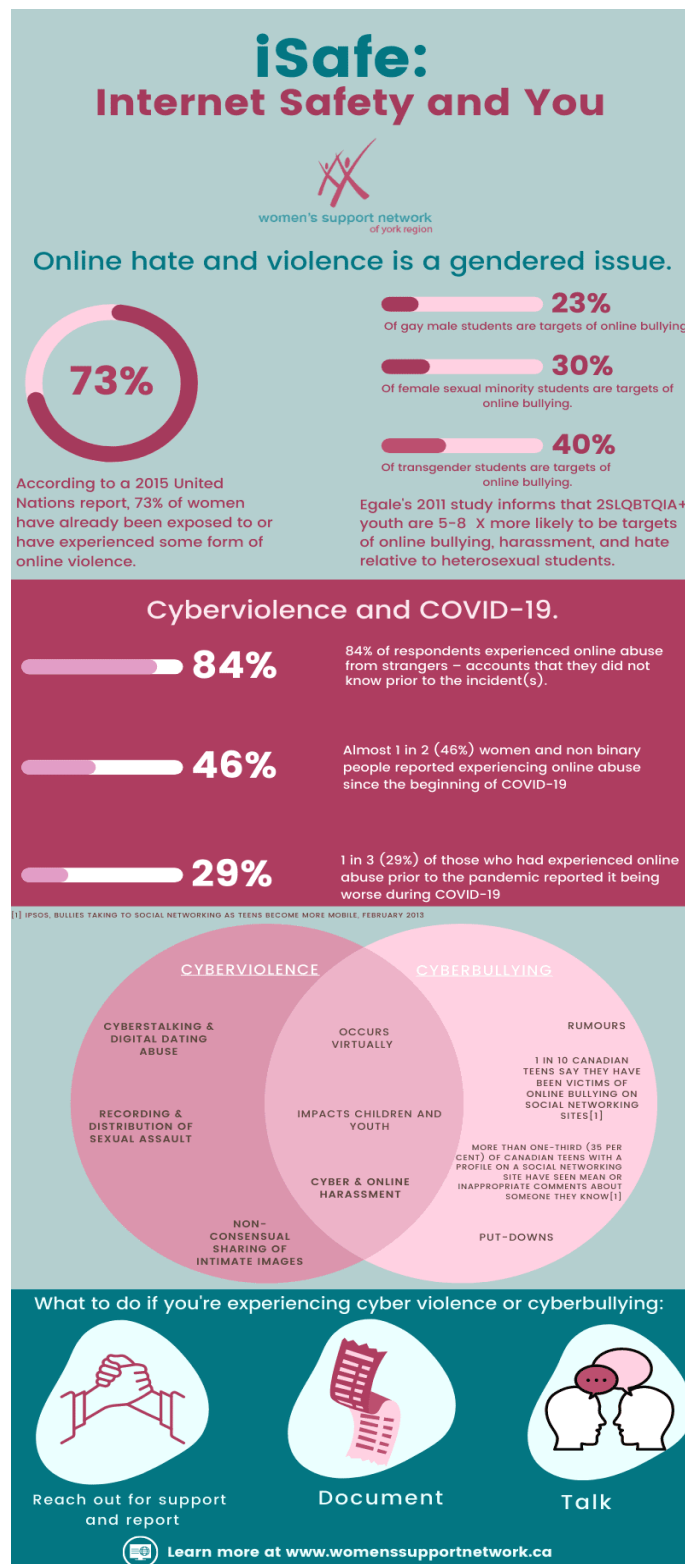 iSafe:
Internet Safety and You
women's support network
of york region
Online hate and violence is a gendered issue.
73%
According to a 2015 United
Nations report, 73% of women
have already been exposed to or
have experienced some form of
online violence.
23%
Of gay male students are targets of online bullying
30%
Of female sexual minority students are targets of
online bullying.
40%
Of transgender students are targets of
online bullying.
Egale's 2011 study informs that 2SLQBTQIA+
youth are 5-8 X more likely to be targets
of online bullying, harassment, and hate
relative to heterosexual students.
Cyberviolence and COVID-19.
84%
84% of respondents experienced online abuse
from strangers – accounts that they did not
know prior to the incident(s).
46%
Almost 1 in 2 (46%) women and non binary
people reported experiencing online abuse
since the beginning of COVID-19
29%
1 in 3 (29%) of those who had experienced online
abuse prior to the pandemic reported it being
worse during COVID-19
[1] IPSOS, BULLIES TAKING TO SOCIAL NETWORKING AS TEENS BECOME MORE MOBILE, FEBRUARY 2013
CYBERVIOLENCE
CYBERSTALKING &
DIGITAL DATING
ABUSE
RECORDING &
DISTRIBUTION OF
SEXUAL ASSAULT
NON-
CONSENSUAL
SHARING OF
INTIMATE IMAGES
OCCURS
VIRTUALLY
IMPACTS CHILDREN AND
YOUTH
CYBER & ONLINE
HARASSMENT
CYBERBULLYING
RUMOURS
1 IN 10 CANADIAN
TEENS SAY THEY HAVE
BEEN VICTIMS OF
ONLINE BULLYING ON
SOCIAL NETWORKING
SITES[1]
MORE THAN ONE-THIRD (35 PER
CENT) OF CANADIAN TEENS WITH A
PROFILE ON A SOCIAL NETWORKING
SITE HAVE SEEN MEAN OR
INAPPROPRIATE COMMENTS ABOUT
SOMEONE THEY KNOW[1]
PUT-DOWNS
What to do if you're experiencing cyber violence or cyberbullying:
Reach out for support
and report
Document
Talk
Learn more at www.womenssupportnetwork.ca